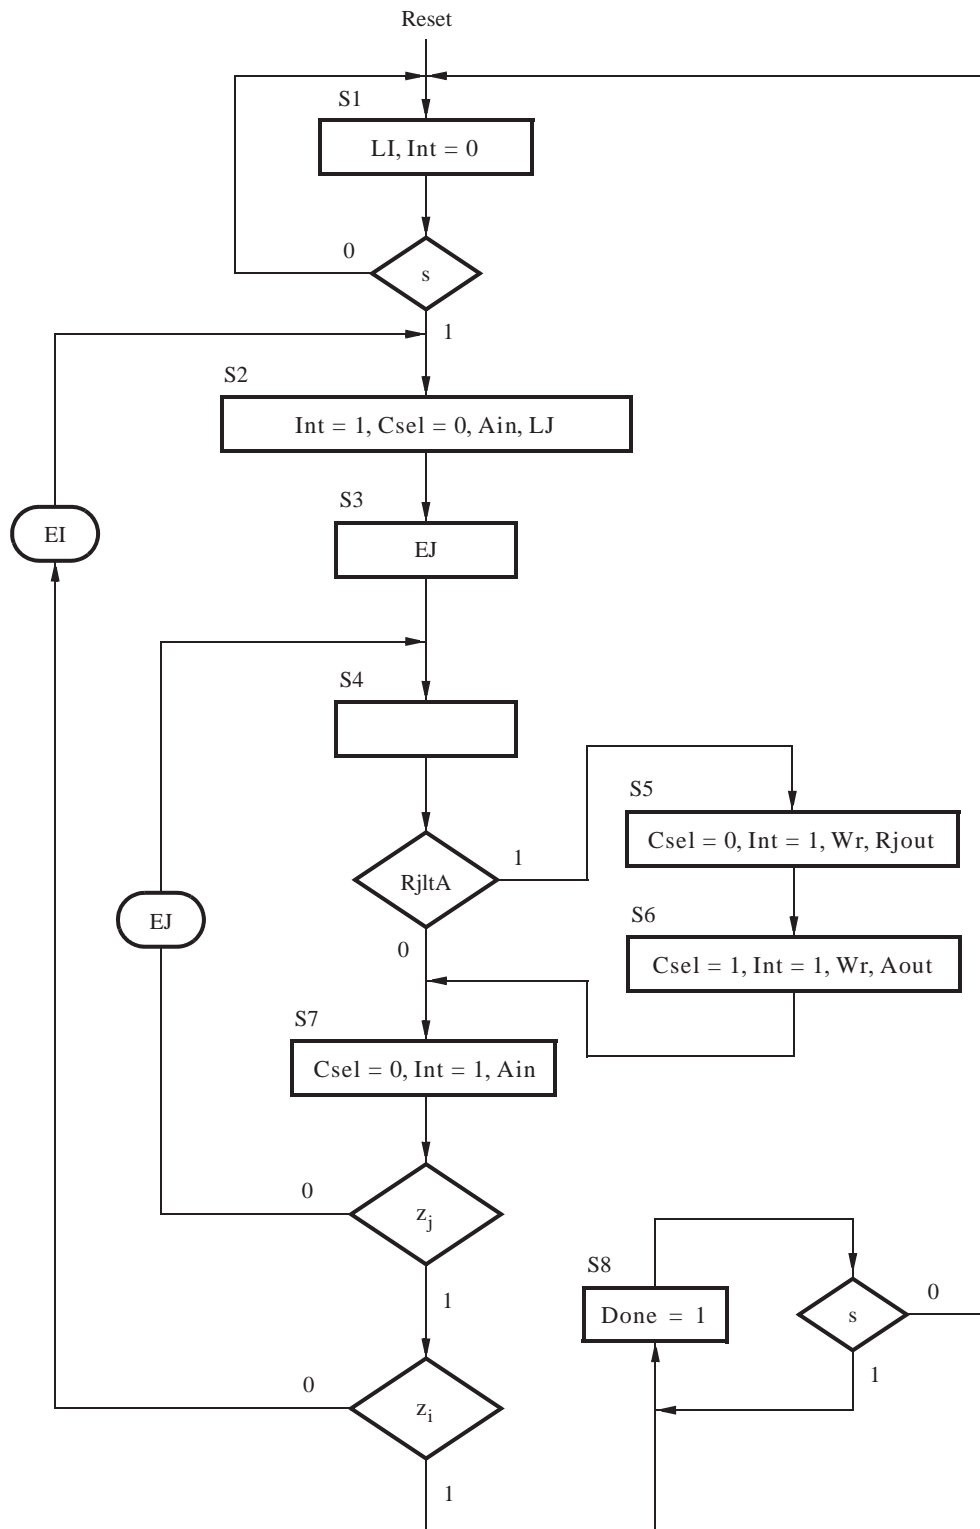 Reset
S1
LI, Int = 0
0
s
1
S2
Int = 1, Csel = 0, Ain, LJ
S3
EI
EJ
S4
S5
Csel = 0, Int = 1, Wr, Rjout
1
RjltA
S6
EJ
0
Csel = 1, Int = 1, Wr, Aout
S7
Csel = 0, Int = 1, Ain
0
zj
S8
0
1
Done = 1
s
1
0
zi
1